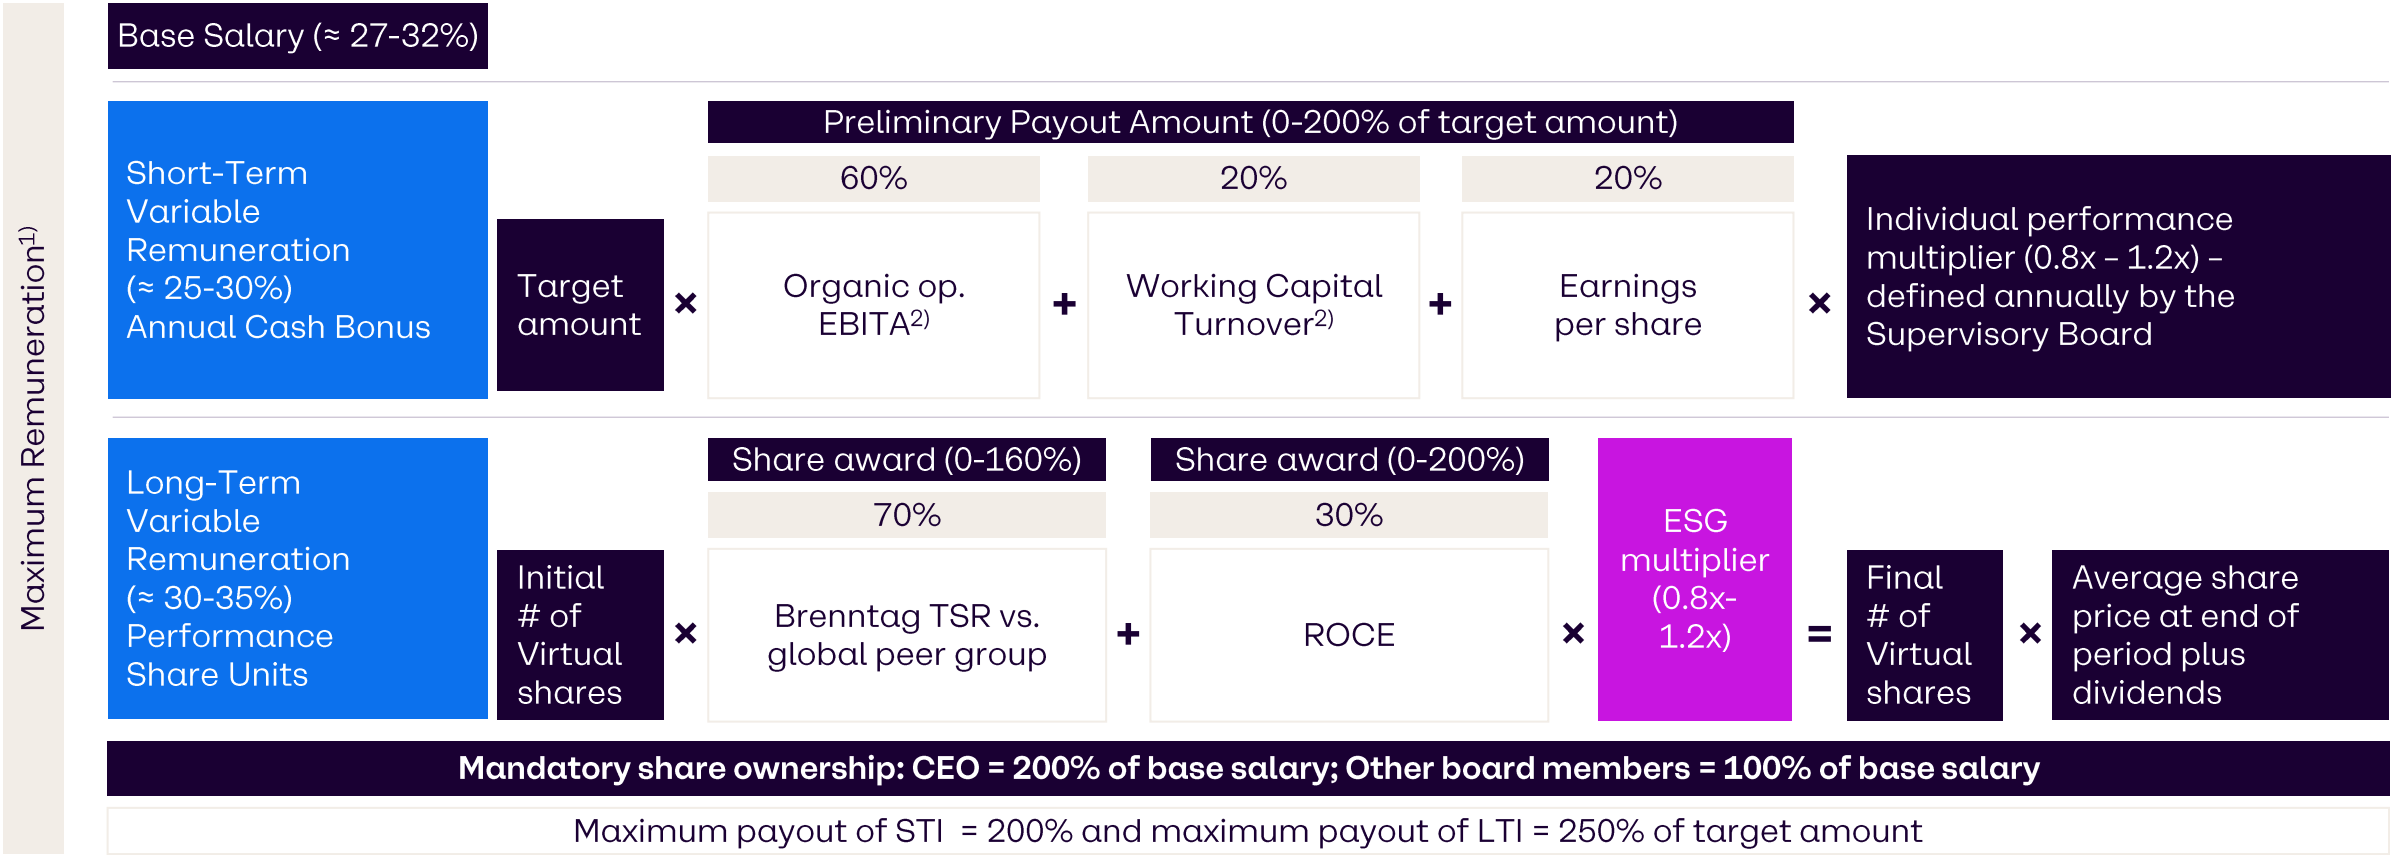 Maximum Remuneration1)
Base Salary (≈ 27-32%)
Short-Term
Variable
Remuneration
(≈ 25-30%)
Annual Cash Bonus
Target
amount
×
Preliminary Payout Amount (0-200% of target amount)
60%
Organic op.
EBITA2)
+
20%
Working Capital
Turnover2)
+
20%
Earnings
per share
×
Individual performance
multiplier (0.8x – 1.2x) –
defined annually by the
Supervisory Board
Long-Term
Variable
Remuneration
(≈ 30-35%)
Performance
Share Units
Initial
# of
Virtual
shares
×
Share award (0-160%)
70%
Brenntag TSR vs.
global peer group
+
Share award (0-200%)
30%
ROCE
×
ESG
multiplier
(0.8x-
1.2x)
=
Final
# of
Virtual
shares
×
Average share
price at end of
period plus
dividends
Mandatory share ownership: CEO = 200% of base salary; Other board members = 100% of base salary
Maximum payout of STI = 200% and maximum payout of LTI = 250% of target amount